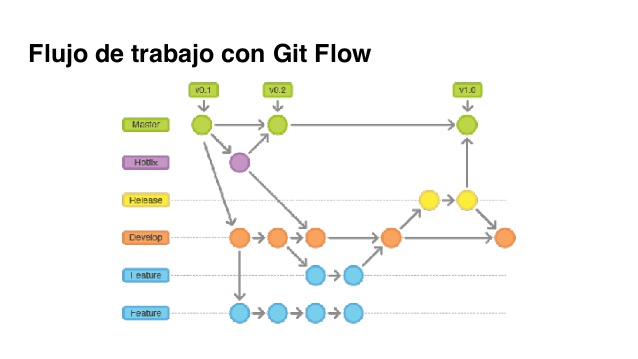 Flujo de trabajo con Git Flow
v0.1
v0.2
v1.0
Master
Hotfix
Release
Develop
Feature
Feature